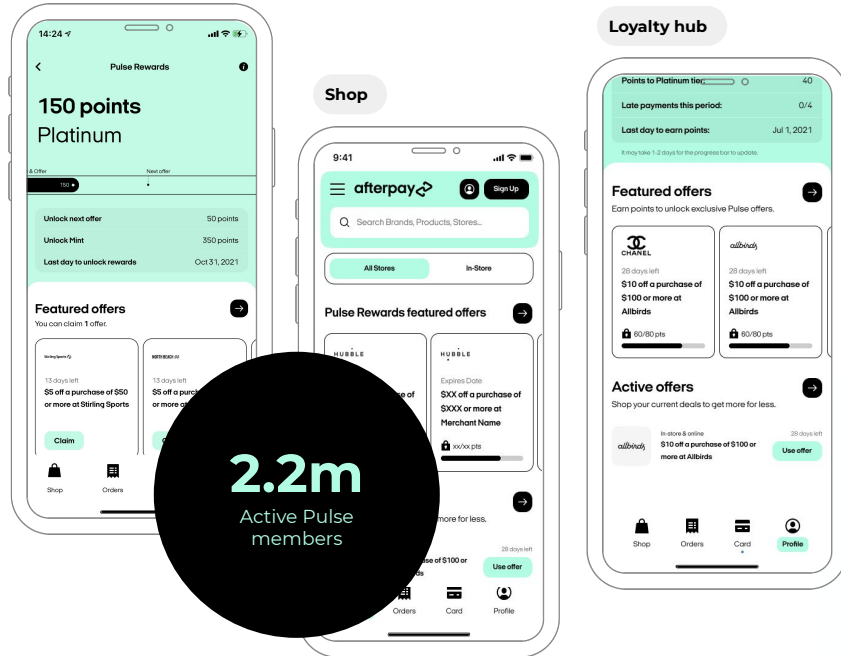 14:24
Pulse Rewards
150 points
Platinum
& Offer
Next offer
150
Unlock next offer
50 points
Unlock Mint
350 points
Last day to unlock rewards
Oct 31, 2021
Featured offers
You can claim 1 offer.
Stirling Sports
NORTH BEACH
13 days left
13 days left
$5 off a purchase of $50
or more at Stirling Sports
$5 off a purch
or more at
Claim
Shop
Orders
2.2m
Active Pulse
members
Shop
9:41
afterpay
Sign Up
Search Brands, Products, Stores...
All Stores
In-Store
Pulse Rewards featured offers
HUBBLE
HUBBLE
of
Expires Date
$XX off a purchase of
$XXX or more at
Merchant Name
xx/xx pts
more for less.
28 days left
se of $100 or
Use offer
Orders
Card
Profile
Loyalty hub
Points to Platinum tier:
40
Late payments this period:
0/4
Last day to earn points:
Jul 1, 2021
It may take 1-2 days for the progress bar to update.
Featured offers
Earn points to unlock exclusive Pulse offers.
CHANEL
allbirds
28 days left
28 days left
$10 off a purchase of
$100 or more at
Allbirds
$10 off a purchase of
$100 or more at
Allbirds
60/80 pts
60/80 pts
Active offers
Shop your current deals to get more for less.
allbirds
In-store & online
$10 off a purchase of $100 or
more at Allbirds
28 days left
Use offer
Shop
Orders
Card
Profile